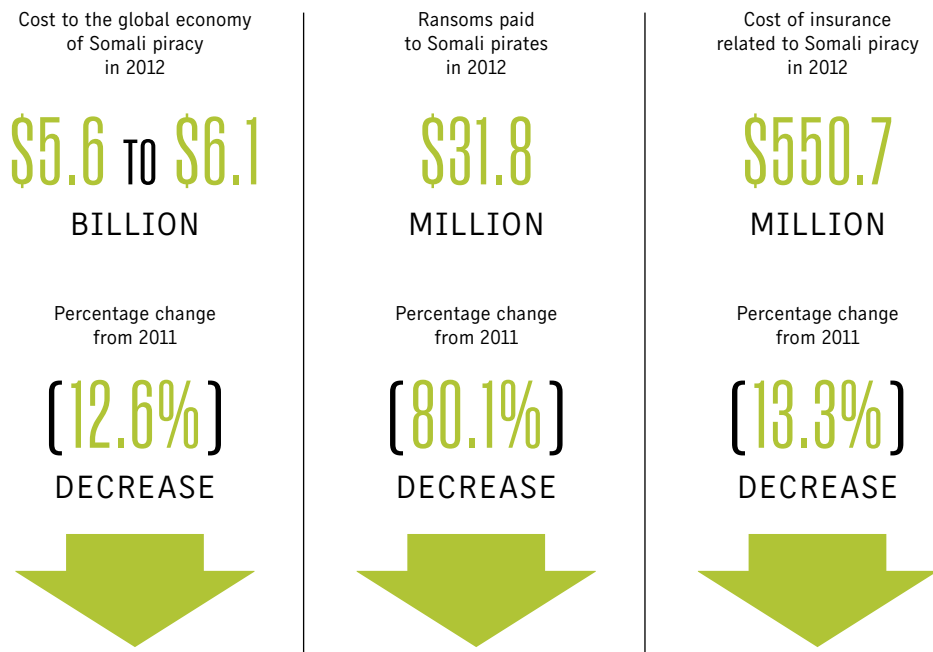 Cost to the global economy
of Somali piracy
in 2012
$5.6 TO $6.1
BILLION
Percentage change
from 2011
(12.6%)
DECREASE
Ransoms paid
to Somali pirates
in 2012
$31.8
MILLION
Percentage change
from 2011
(80.1%)
DECREASE
Cost of insurance
related to Somali piracy
in 2012
$550.7
MILLION
Percentage change
from 2011
(13.3%)
DECREASE